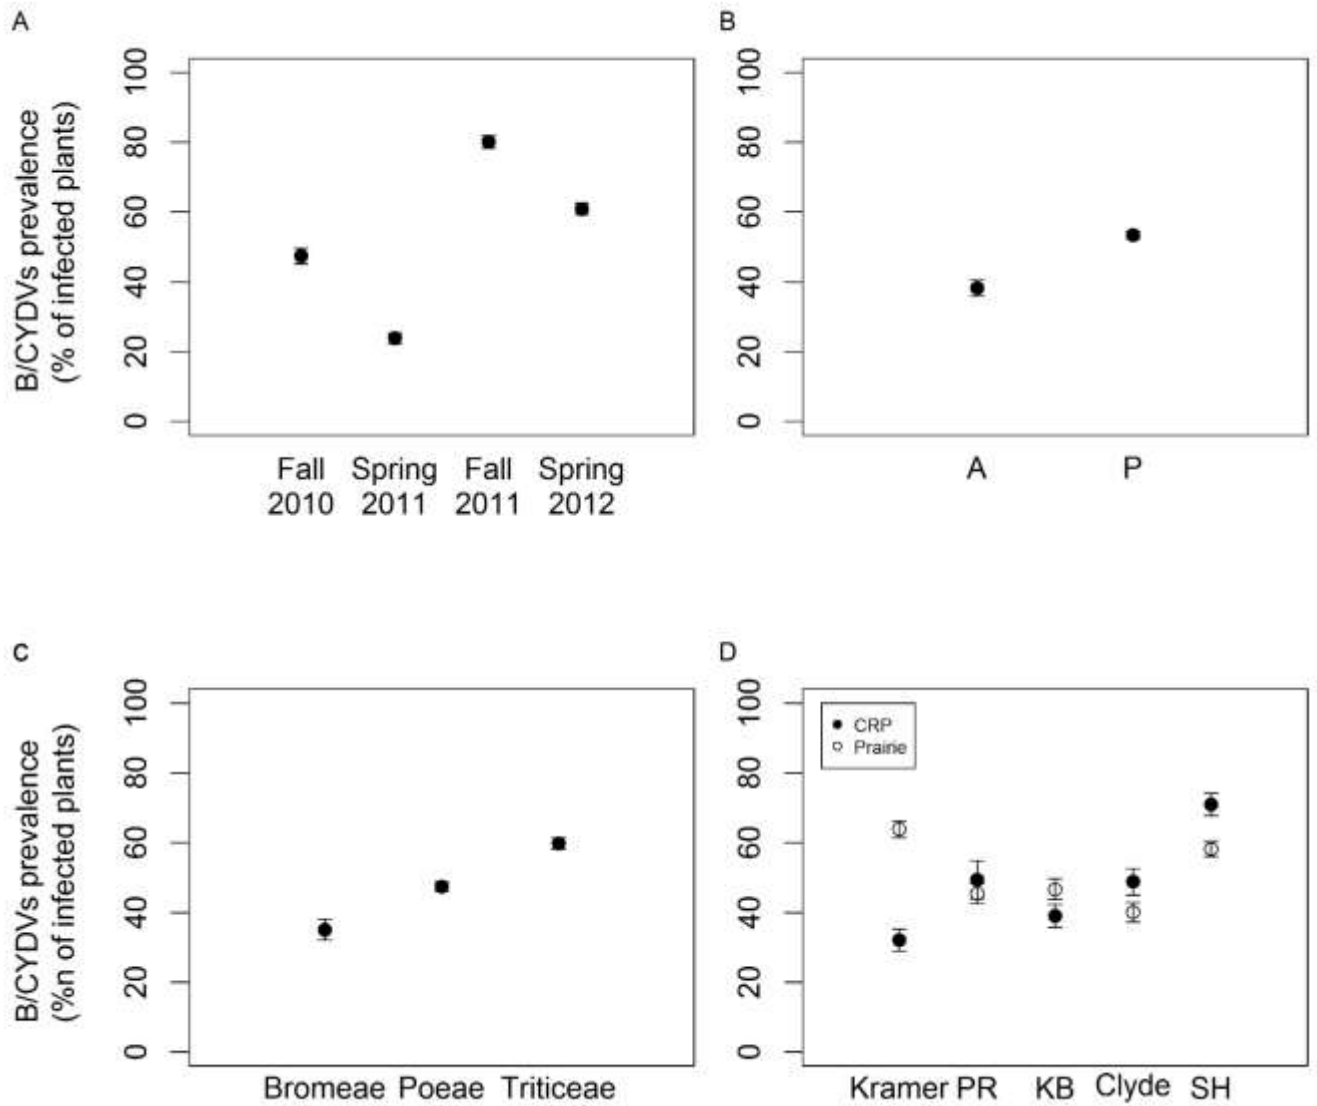 A
B/CYDVs prevalence
(% of infected plants)
100
80
60
40
20
0
Fall Spring Fall Spring
2010 2011 2011 2012
B
100
80
60
40
20
0
A P
C
B/CYDVs prevalence
(%n of infected plants)
100
80
60
40
20
0
Bromeae Poeae Triticeae
D
100
80
60
40
20
0
CRP
Prairie
Kramer PR KB Clyde SH